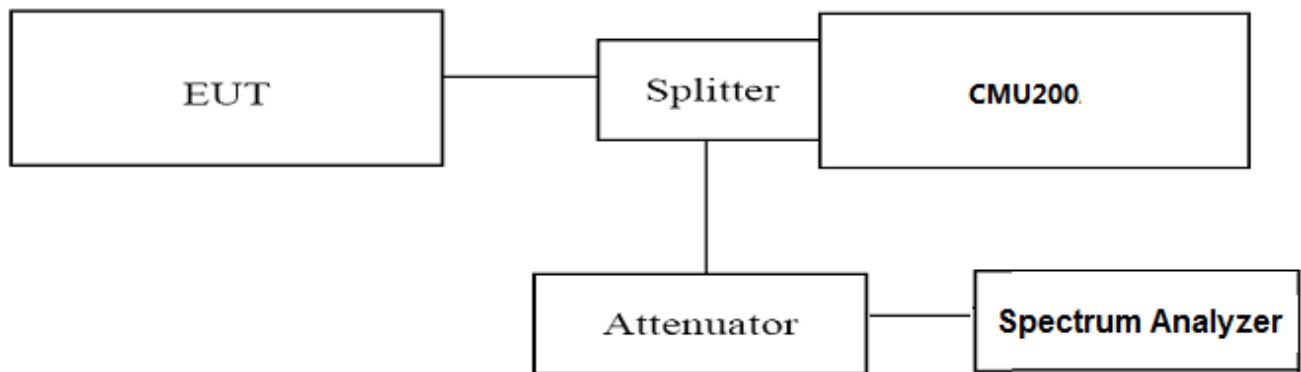 EUT
Splitter
CMU200
Attenuator
Spectrum Analyzer